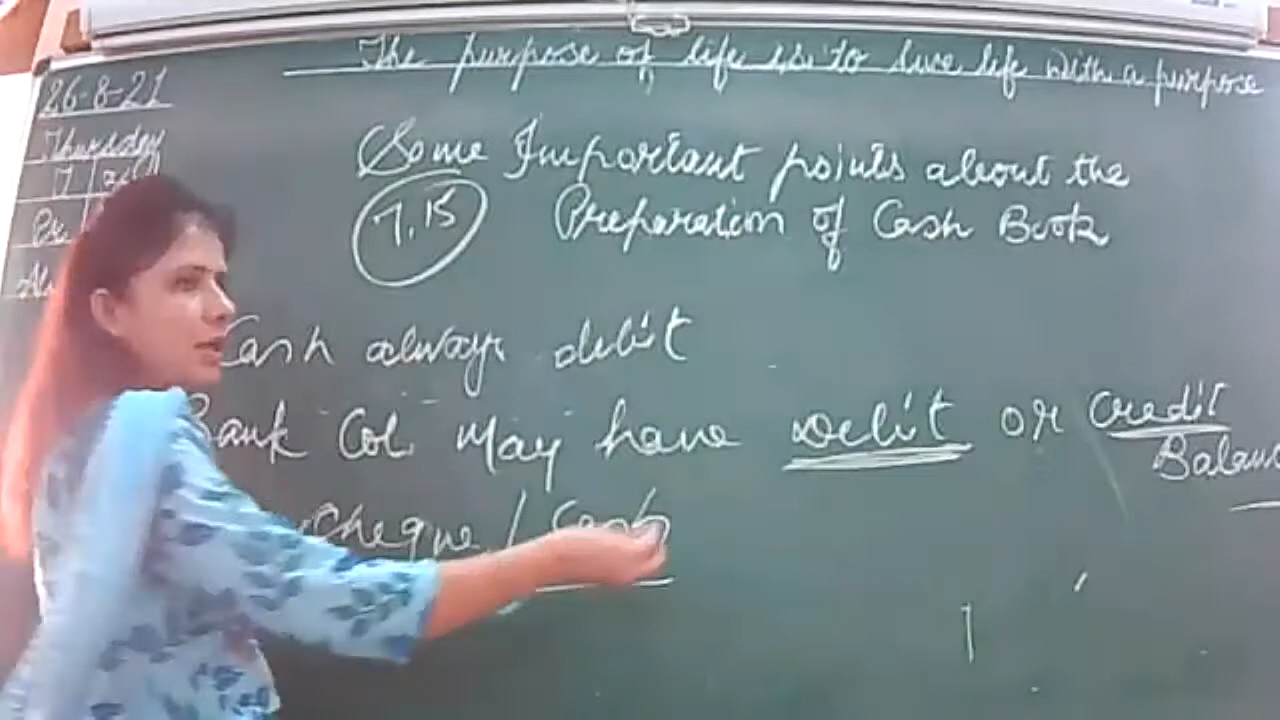 The purpose of life is to live life with a purpose
26-8-21
Thursday
Some Important points about the
7.15 Preparation of Cash Book
Cash always debit
Bank Col. May have Debit or Credit
Balan
Cheque / Cash